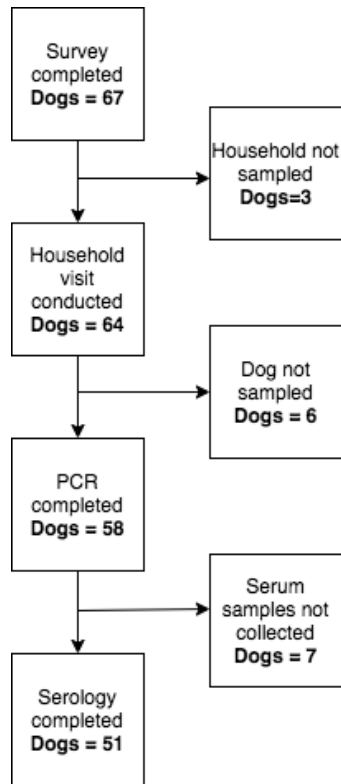 Survey
completed
Dogs = 67
Household not
sampled
Dogs=3
Household
visit
conducted
Dogs = 64
Dog not
sampled
Dogs = 6
PCR
completed
Dogs = 58
Serum
samples not
collected
Dogs = 7
Serology
completed
Dogs = 51